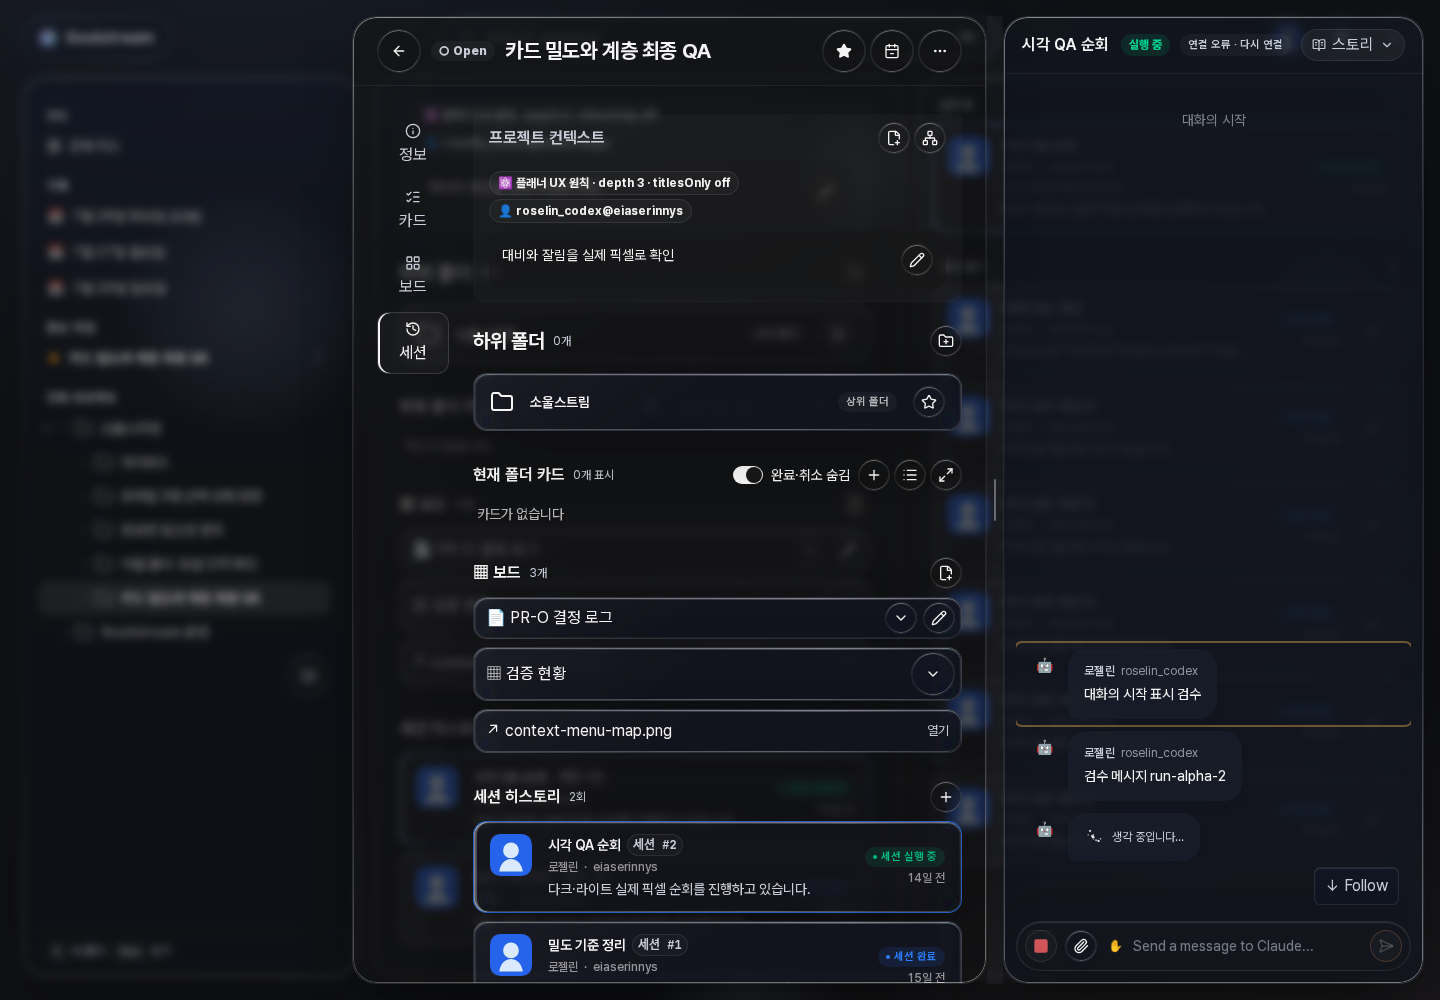 Open
카드 밀도와 계층 최종 QA
정보
카드
보드
세션
프로젝트 컨텍스트
플래너 UX 원칙 · depth 3 · titlesOnly off
roselin_codex@eiaserinnys
대비와 잘림을 실제 픽셀로 확인
하위 폴더 0개
소울스트림
상위 폴더
현재 폴더 카드 0개 표시
완료·취소 숨김
카드가 없습니다
보드 3개
PR-O 결정 로그
검증 현황
context-menu-map.png
열기
세션 히스토리 2회
시각 QA 순회 세션 #2
세션 실행 중
로젤린 · eiaserinnys
14일 전
다크·라이트 실제 픽셀 순회를 진행하고 있습니다.
밀도 기준 정리 세션 #1
세션 완료
로젤린 · eiaserinnys
15일 전
시각 QA 순회
실행 중
연결 오류 · 다시 연결
스토리
대화의 시작
로젤린 roselin_codex
대화의 시작 표시 검수
로젤린 roselin_codex
검수 메시지 run-alpha-2
생각 중입니다...
↓ Follow
Send a message to Claude...